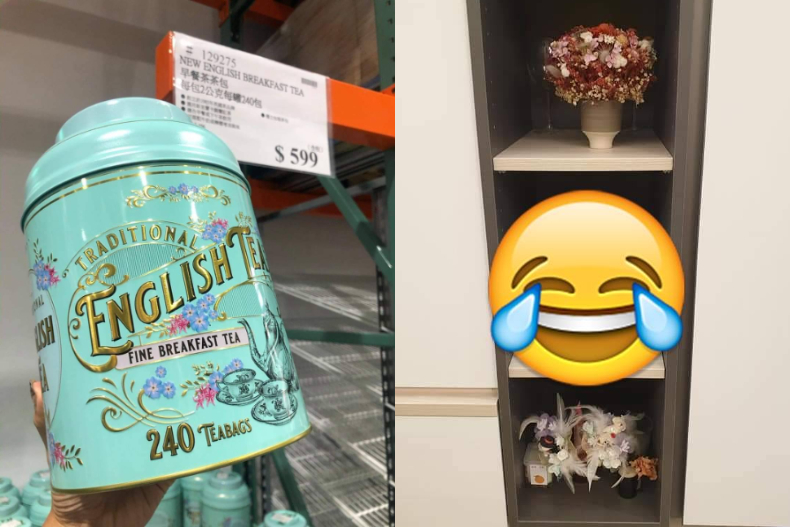 129275
NEW ENGLISH BREAKFAST TEA
早餐茶茶包
每包2公克每罐240包
$ 599
TRADITIONAL
ENGLISH TEA
FINE BREAKFAST TEA
240 TEABAGS